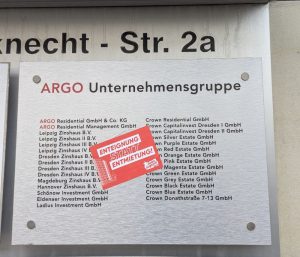 knecht - Str. 2a
ARGO Unternehmensgruppe
ARGO Residential GmbH & Co. KG
ARGO Residential Management GmbH
Leipzig Zinshaus B.V.
Leipzig Zinshaus II B.V.
Leipzig Zinshaus III B.V.
Leipzig Zinshaus IV B.V.
Dresden Zinshaus
Dresden Zinshaus II
Dresden Zinshaus III
Dresden Zinshaus IV B.V.
Magdeburg Zinshaus B.V.
Hannover Zinshaus B.V.
Schönow Investment GmbH
Eldenaer Investment GmbH
Ladius Investment GmbH
Crown Residential GmbH
Crown Capitalinvest Dresden I GmbH
Crown Capitalinvest Dresden II GmbH
Crown Silver Estate GmbH
Crown Purple Estate GmbH
Crown Red Estate GmbH
Crown Orange Estate GmbH
Crown Pink Estate GmbH
Crown Magenta Estate GmbH
Crown Green Estate GmbH
Crown Grey Estate GmbH
Crown Black Estate GmbH
Crown Blue Estate GmbH
Crown Donathstraße 7-13 GmbH
ENTEIGNUNG
STATT
ENTMIETUNG!